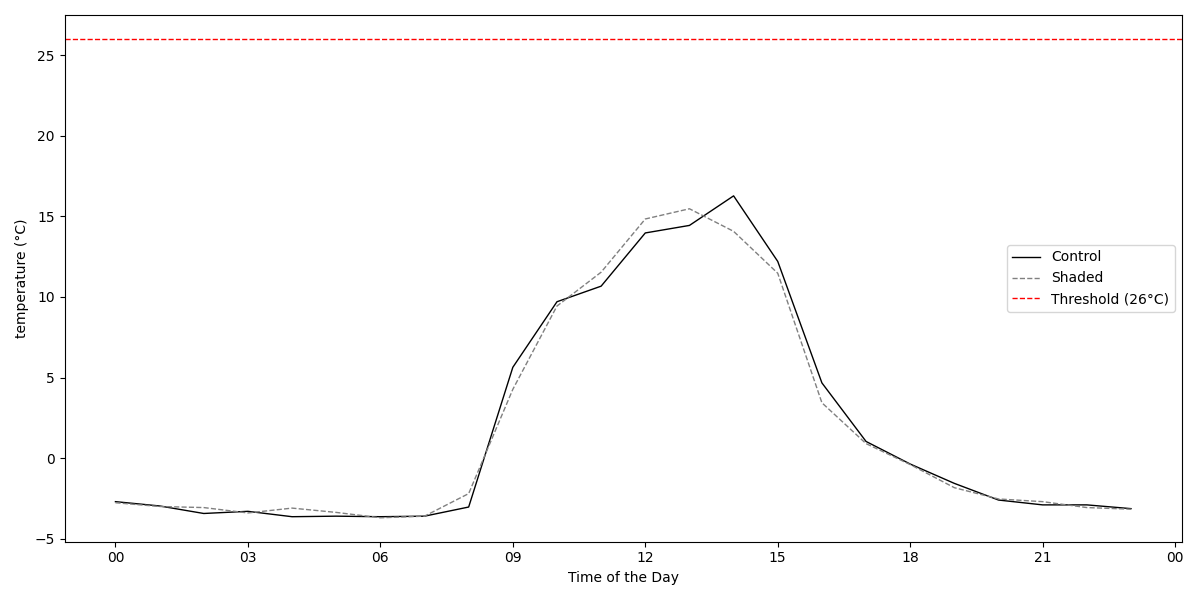 25
20
15
10
5
0
−5
temperature (°C)
Control
Shaded
Threshold (26°C)
00 03 06 09 12 15 18 21 00
Time of the Day